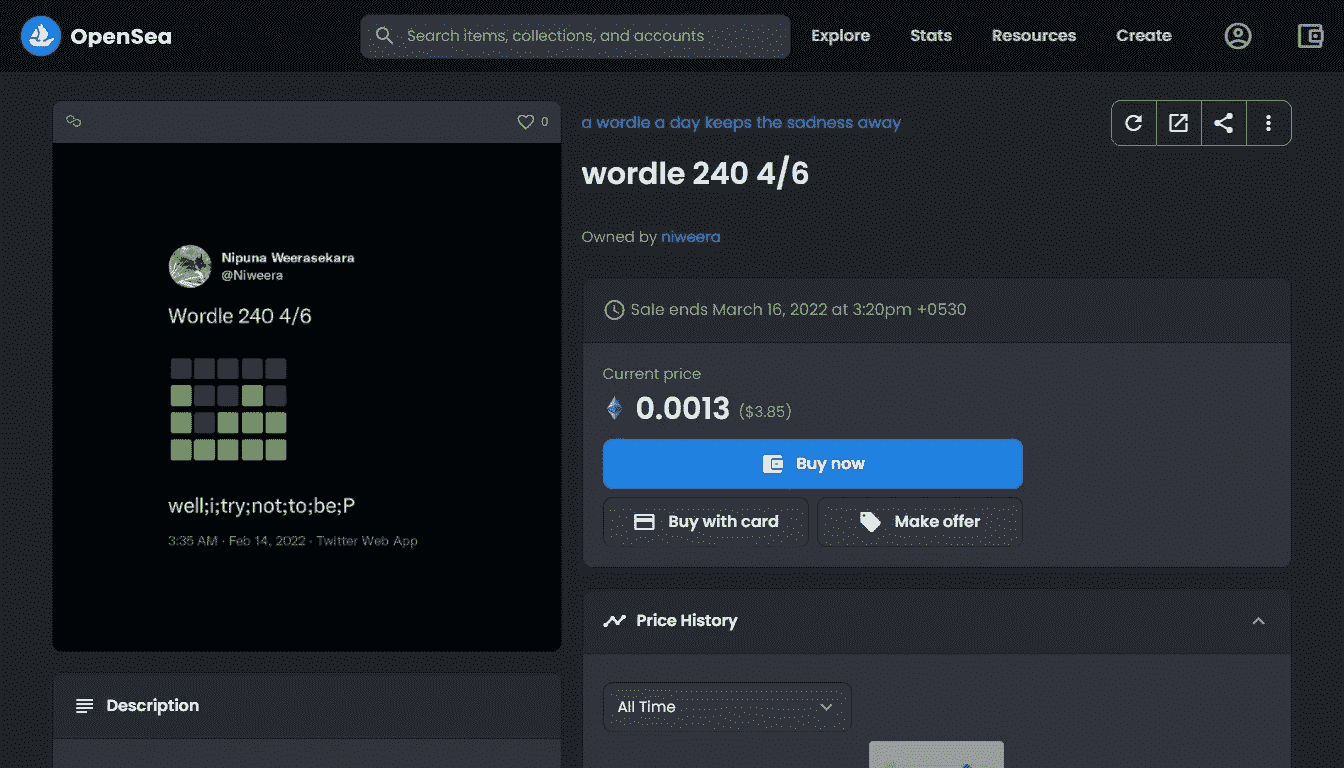 OpenSea
Search items, collections, and accounts
Explore
Stats
Resources
Create
0
a wordle a day keeps the sadness away
wordle 240 4/6
Owned by niweera
Nipuna Weerasekara
@Niweera
Wordle 240 4/6
well;i;try;not;to;be;P
3:35 AM · Feb 14, 2022 · Twitter Web App
Sale ends March 16, 2022 at 3:20pm +0530
Current price
0.0013 ($3.85)
Buy now
Buy with card
Make offer
Price History
All Time
Description